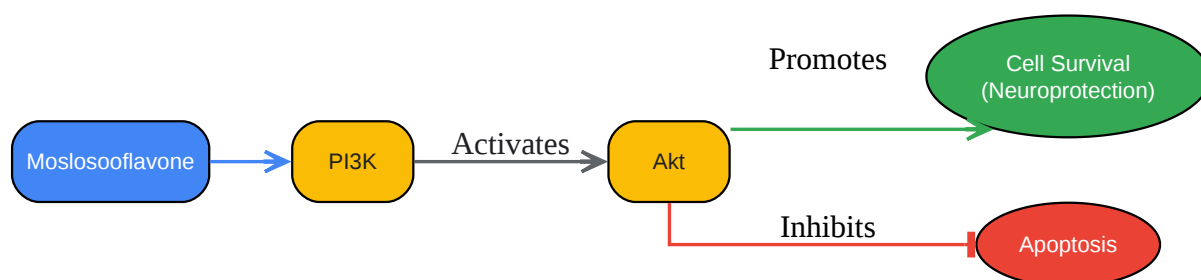 Promotes
Cell Survival
(Neuroprotection)
Moslosooflavone
PI3K
Activates
Akt
Inhibits
Apoptosis